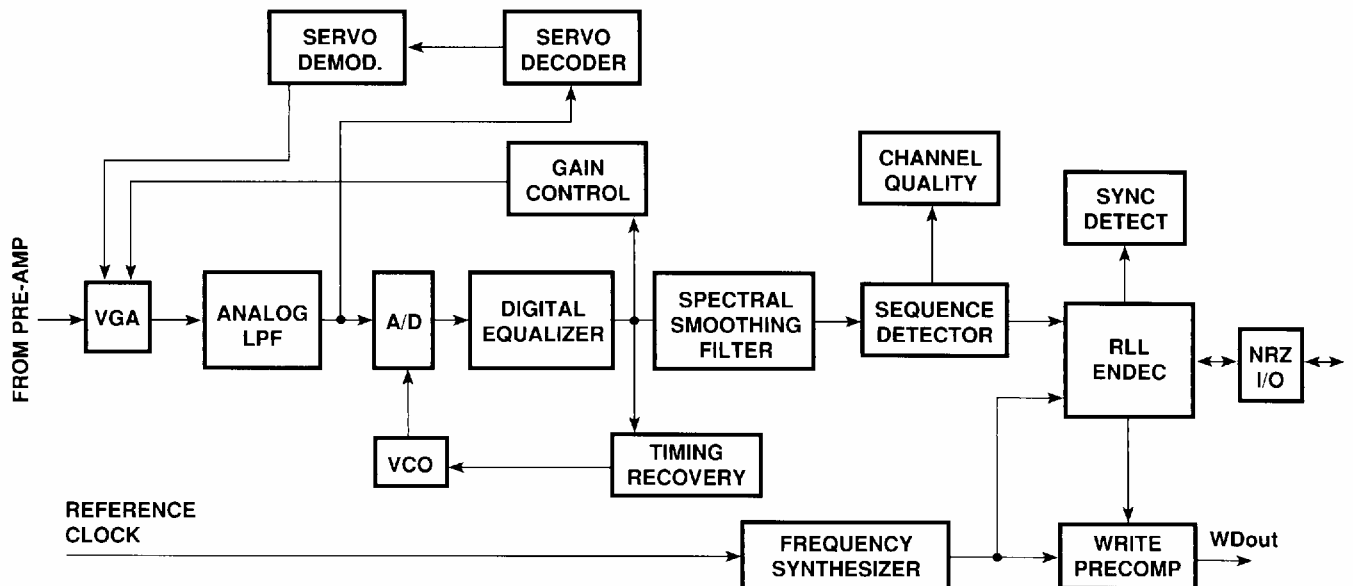 SERVO
DEMOD.
SERVO
DECODER
GAIN
CONTROL
CHANNEL
QUALITY
SYNC
DETECT
FROM PRE-AMP
VGA
ANALOG
LPF
A/D
DIGITAL
EQUALIZER
SPECTRAL
SMOOTHING
FILTER
SEQUENCE
DETECTOR
RLL
ENDEC
NRZ
I/O
VCO
TIMING
RECOVERY
REFERENCE
CLOCK
FREQUENCY
SYNTHESIZER
WRITE
PRECOMP
WDout